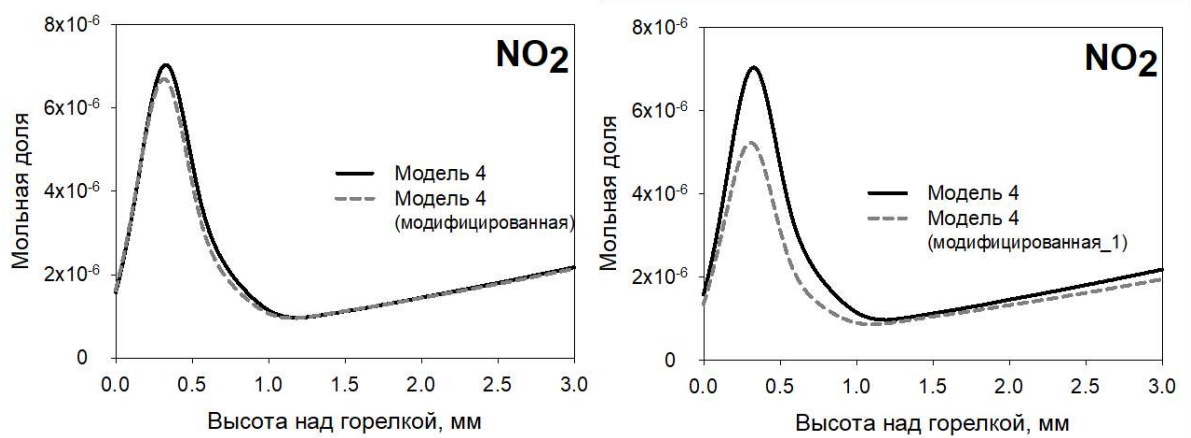 8x10-6
6x10-6
4x10-6
2x10-6
0
Мольная доля
NO2
Модель 4
Модель 4
(модифицированная)
0.0 0.5 1.0 1.5 2.0 2.5 3.0
Высота над горелкой, мм
8x10-6
6x10-6
4x10-6
2x10-6
0
Мольная доля
NO2
Модель 4
Модель 4
(модифицированная_1)
0.0 0.5 1.0 1.5 2.0 2.5 3.0
Высота над горелкой, мм